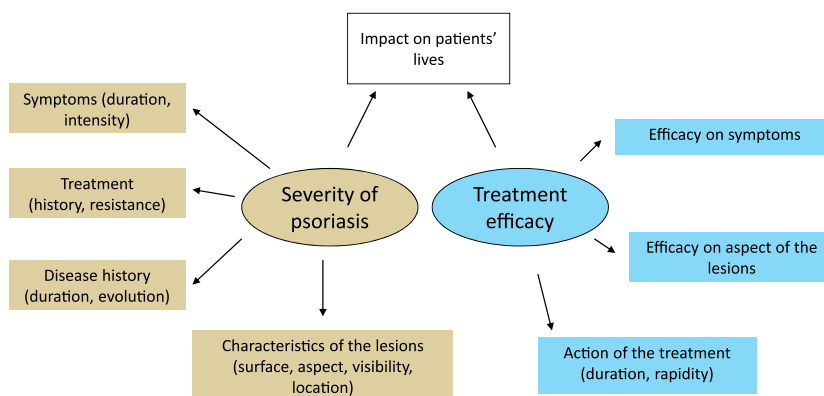 Impact on patients’
lives
Symptoms (duration,
intensity)
Efficacy on symptoms
Treatment
(history, resistance)
Severity of
psoriasis
Treatment
efficacy
Efficacy on aspect of the
lesions
Disease history
(duration, evolution)
Characteristics of the lesions
(surface, aspect, visibility,
location)
Action of the treatment
(duration, rapidity)